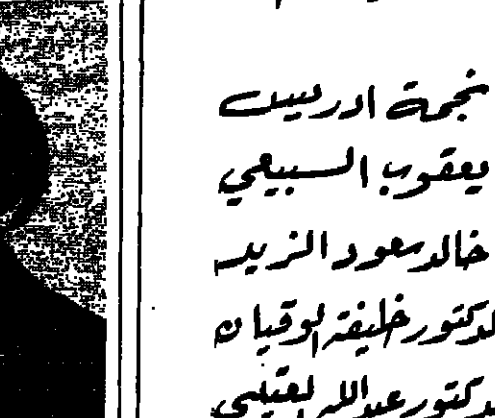 نجمة ادريس
يعقوب السبيعي
خالد سعود الزيد
الدكتور خليفة الوقيان
الدكتور عبدالله العتيبي